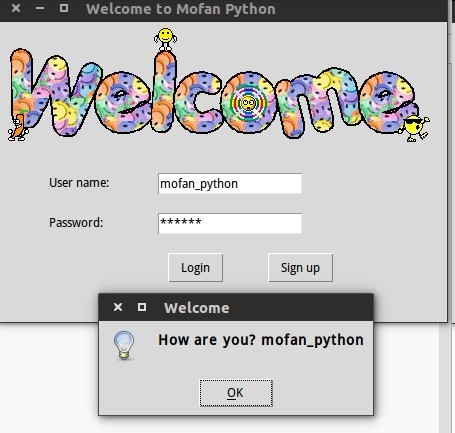 Welcome to Mofan Python
Welcome
User name:
mofan_python
Password:
******
Login
Sign up
Welcome
How are you? mofan_python
OK